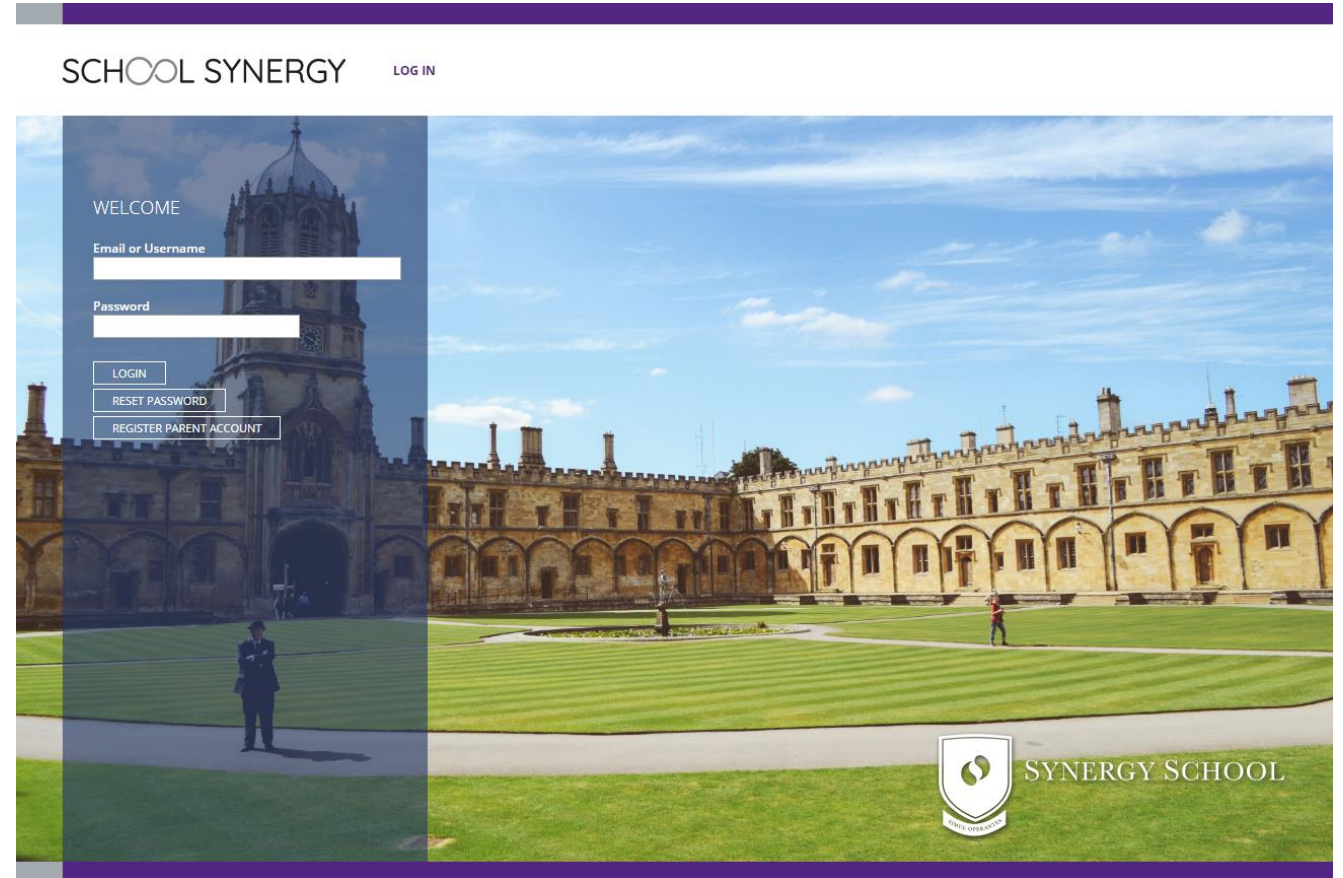 SCHOOL SYNERGY
LOG IN
WELCOME
Email or Username
Password
LOGIN
RESET PASSWORD
REGISTER PARENT ACCOUNT
SYNERGY SCHOOL
SIMUL OPERANTES